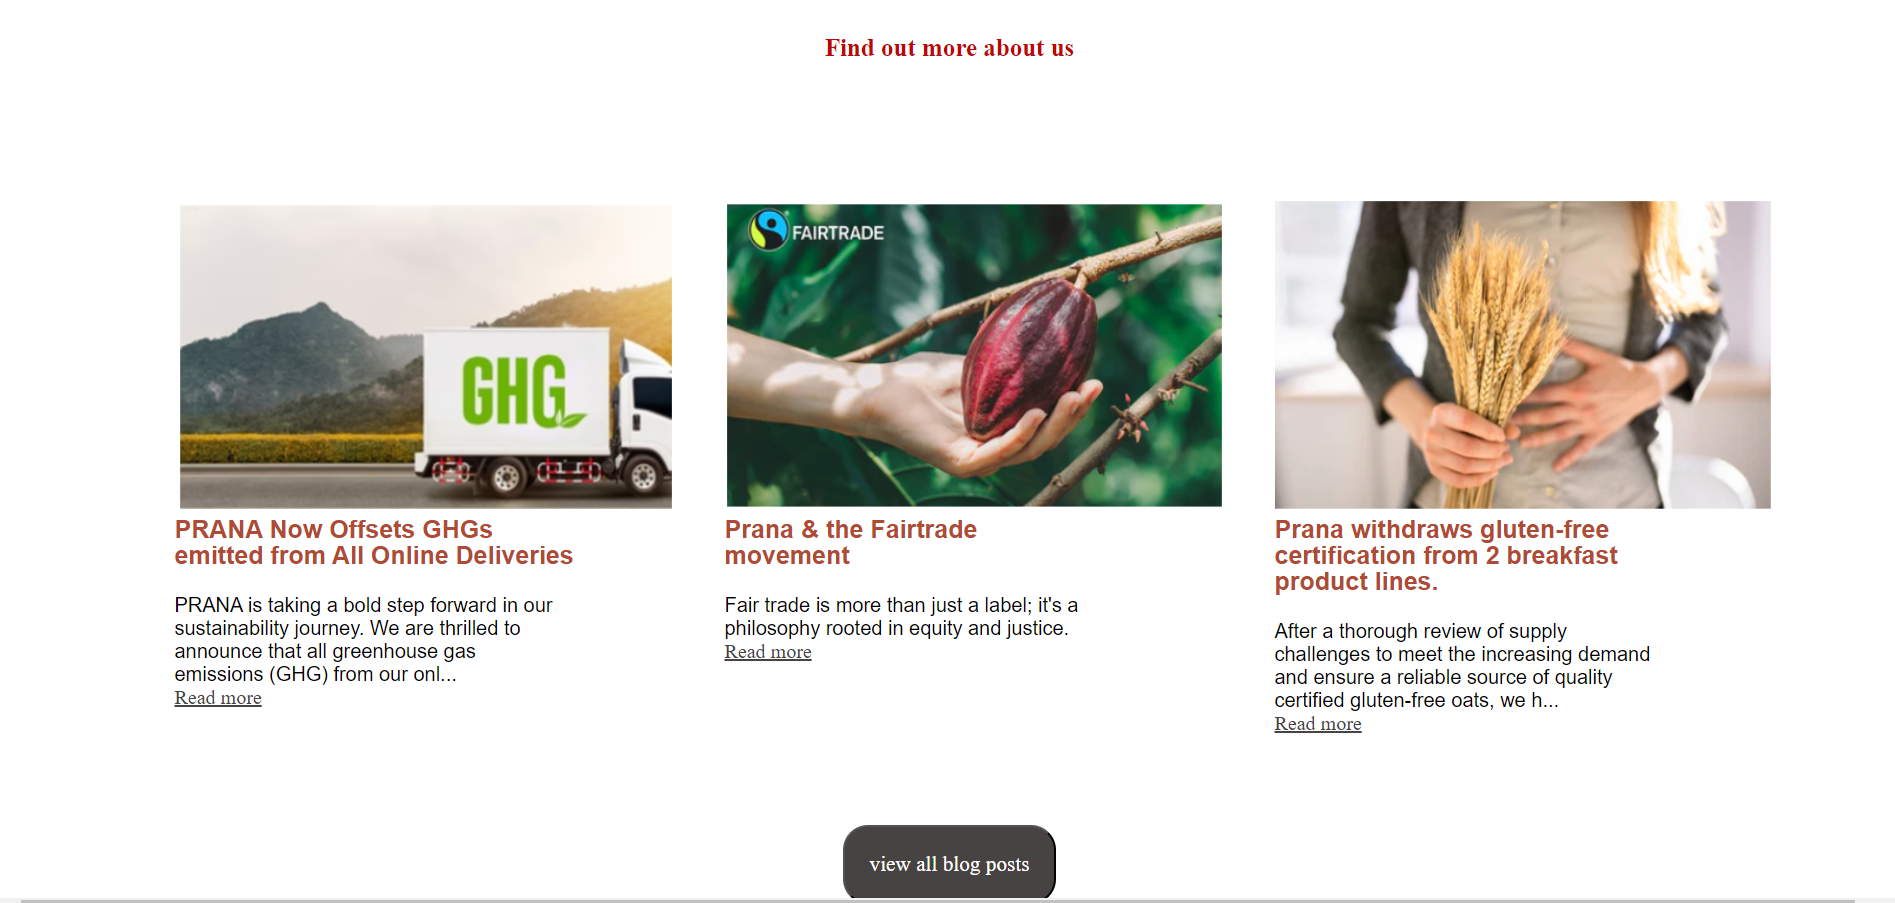 Find out more about us
FAIRTRADE
GHG
PRANA Now Offsets GHGs
emitted from All Online Deliveries
PRANA is taking a bold step forward in our
sustainability journey. We are thrilled to
announce that all greenhouse gas
emissions (GHG) from our onl...
Read more
Prana & the Fairtrade
movement
Fair trade is more than just a label; it's a
philosophy rooted in equity and justice.
Read more
Prana withdraws gluten-free
certification from 2 breakfast
product lines.
After a thorough review of supply
challenges to meet the increasing demand
and ensure a reliable source of quality
certified gluten-free oats, we h...
Read more
view all blog posts